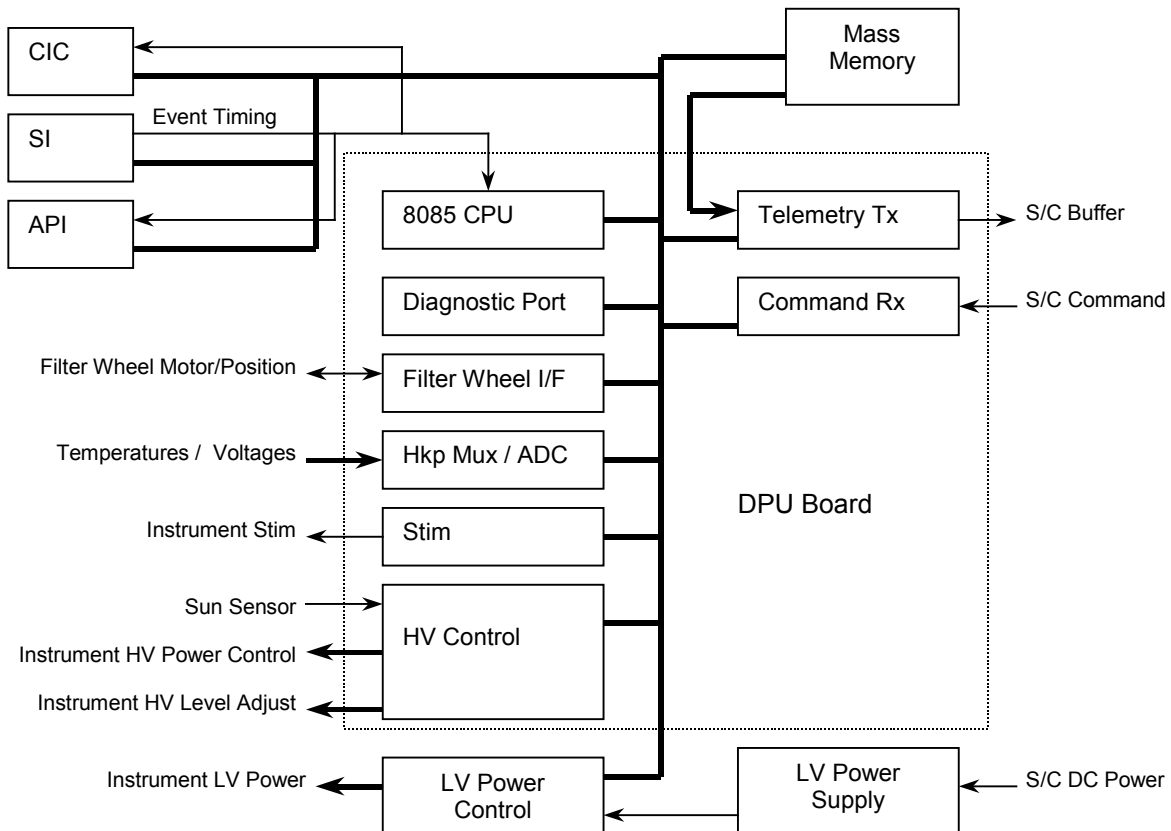 CIC
Mass
Memory
Event Timing
SI
API
8085 CPU
Telemetry Tx
S/C Buffer
Diagnostic Port
Command Rx
S/C Command
Filter Wheel Motor/Position
Filter Wheel I/F
Temperatures / Voltages
Hkp Mux / ADC
DPU Board
Instrument Stim
Stim
Sun Sensor
HV Control
Instrument HV Power Control
Instrument HV Level Adjust
Instrument LV Power
LV Power
Control
LV Power
Supply
S/C DC Power